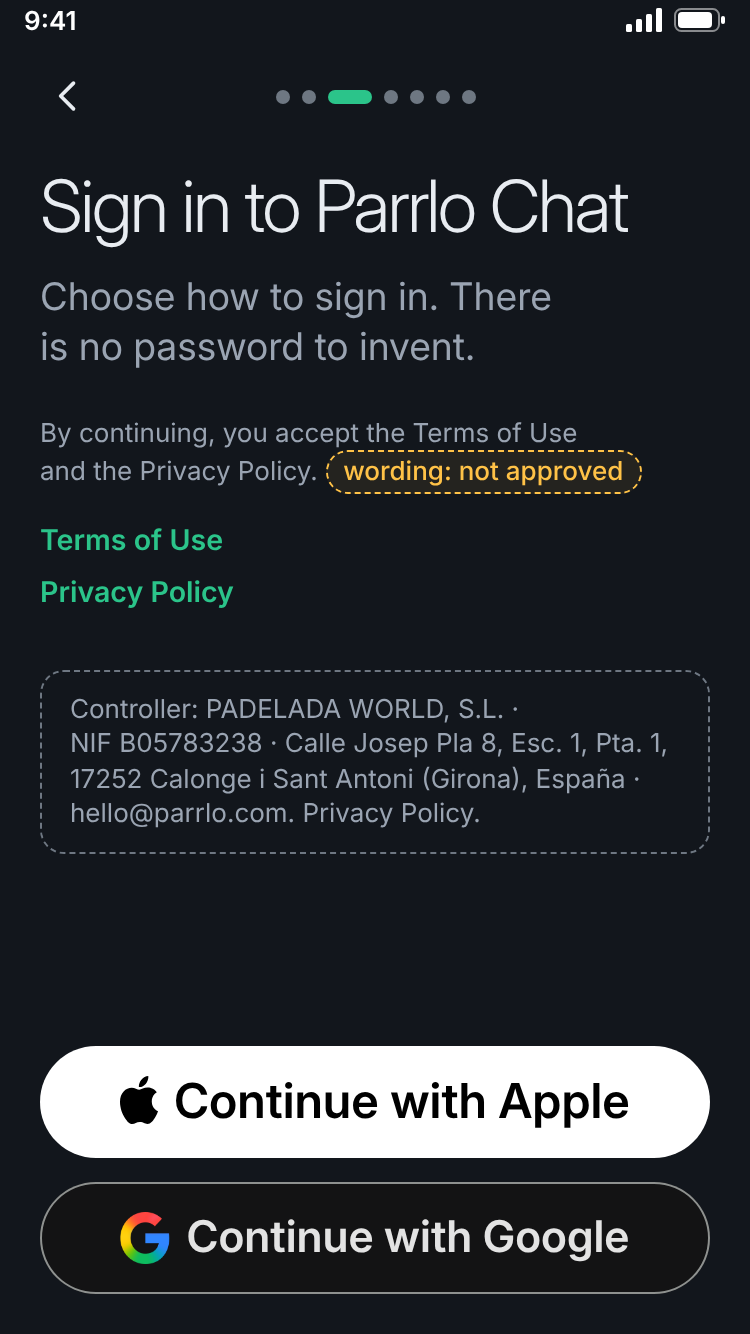 9:41
Sign in to Parrlo Chat
Choose how to sign in. There
is no password to invent.
By continuing, you accept the Terms of Use
and the Privacy Policy. wording: not approved
Terms of Use
Privacy Policy
Controller: PADELADA WORLD, S.L. ·
NIF B05783238 · Calle Josep Pla 8, Esc. 1, Pta. 1,
17252 Calonge i Sant Antoni (Girona), España ·
hello@parrlo.com. Privacy Policy.
Continue with Apple
Continue with Google